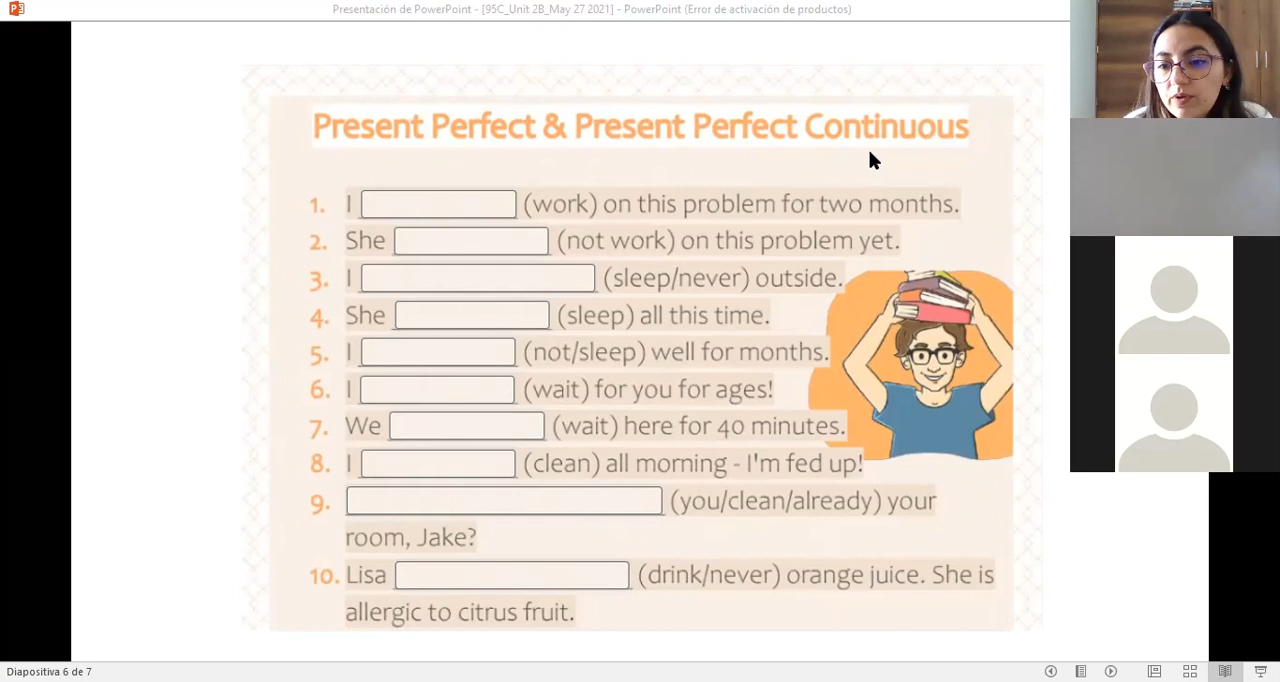 Presentación de PowerPoint - [95C_Unit 2B_May 27 2021] - PowerPoint (Error de activación de productos)
Present Perfect & Present Perfect Continuous
1. I (work) on this problem for two months.
2. She (not work) on this problem yet.
3. I (sleep/never) outside.
4. She (sleep) all this time.
5. I (not/sleep) well for months.
6. I (wait) for you for ages!
7. We (wait) here for 40 minutes.
8. I (clean) all morning - I'm fed up!
9. (you/clean/already) your
room, Jake?
10. Lisa (drink/never) orange juice. She is
allergic to citrus fruit.
Diapositiva 6 de 7